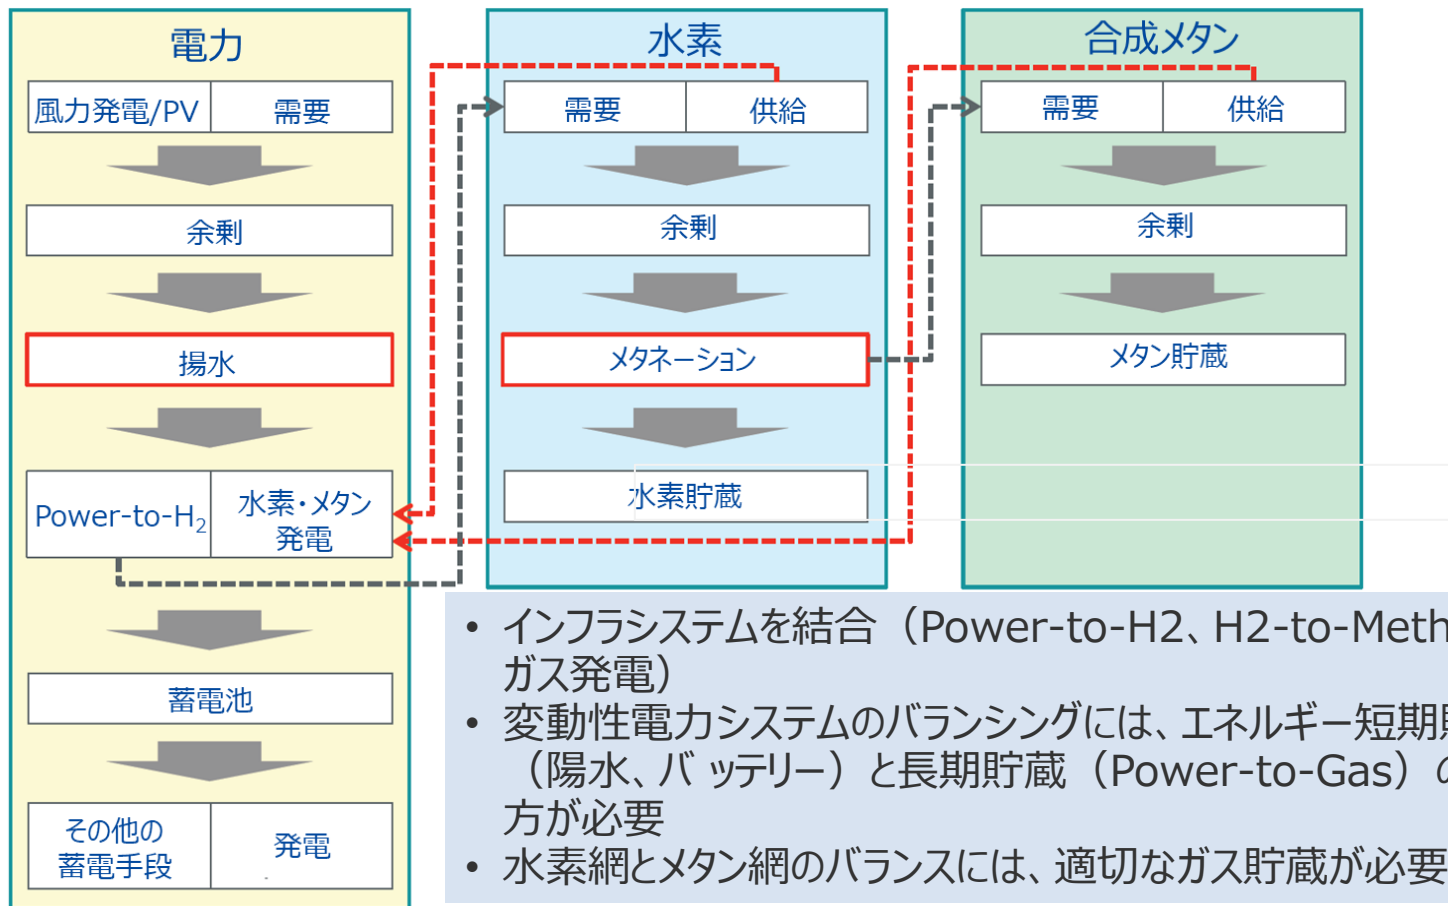 電力
風力発電/PV
需要
余剰
揚水
Power-to-H₂
水素・メタン
発電
蓄電池
その他の
蓄電手段
発電
水素
需要
供給
余剰
メタネーション
水素貯蔵
合成メタン
需要
供給
余剰
メタン貯蔵
• インフラシステムを結合（Power-to-H2、H2-to-Meth
ガス発電）
• 変動性電力システムのバランシングには、エネルギー短期
（陽水、バ ッテリー）と長期貯蔵（Power-to-Gas）の
方が必要
• 水素網とメタン網のバランスには、適切なガス貯蔵が必要